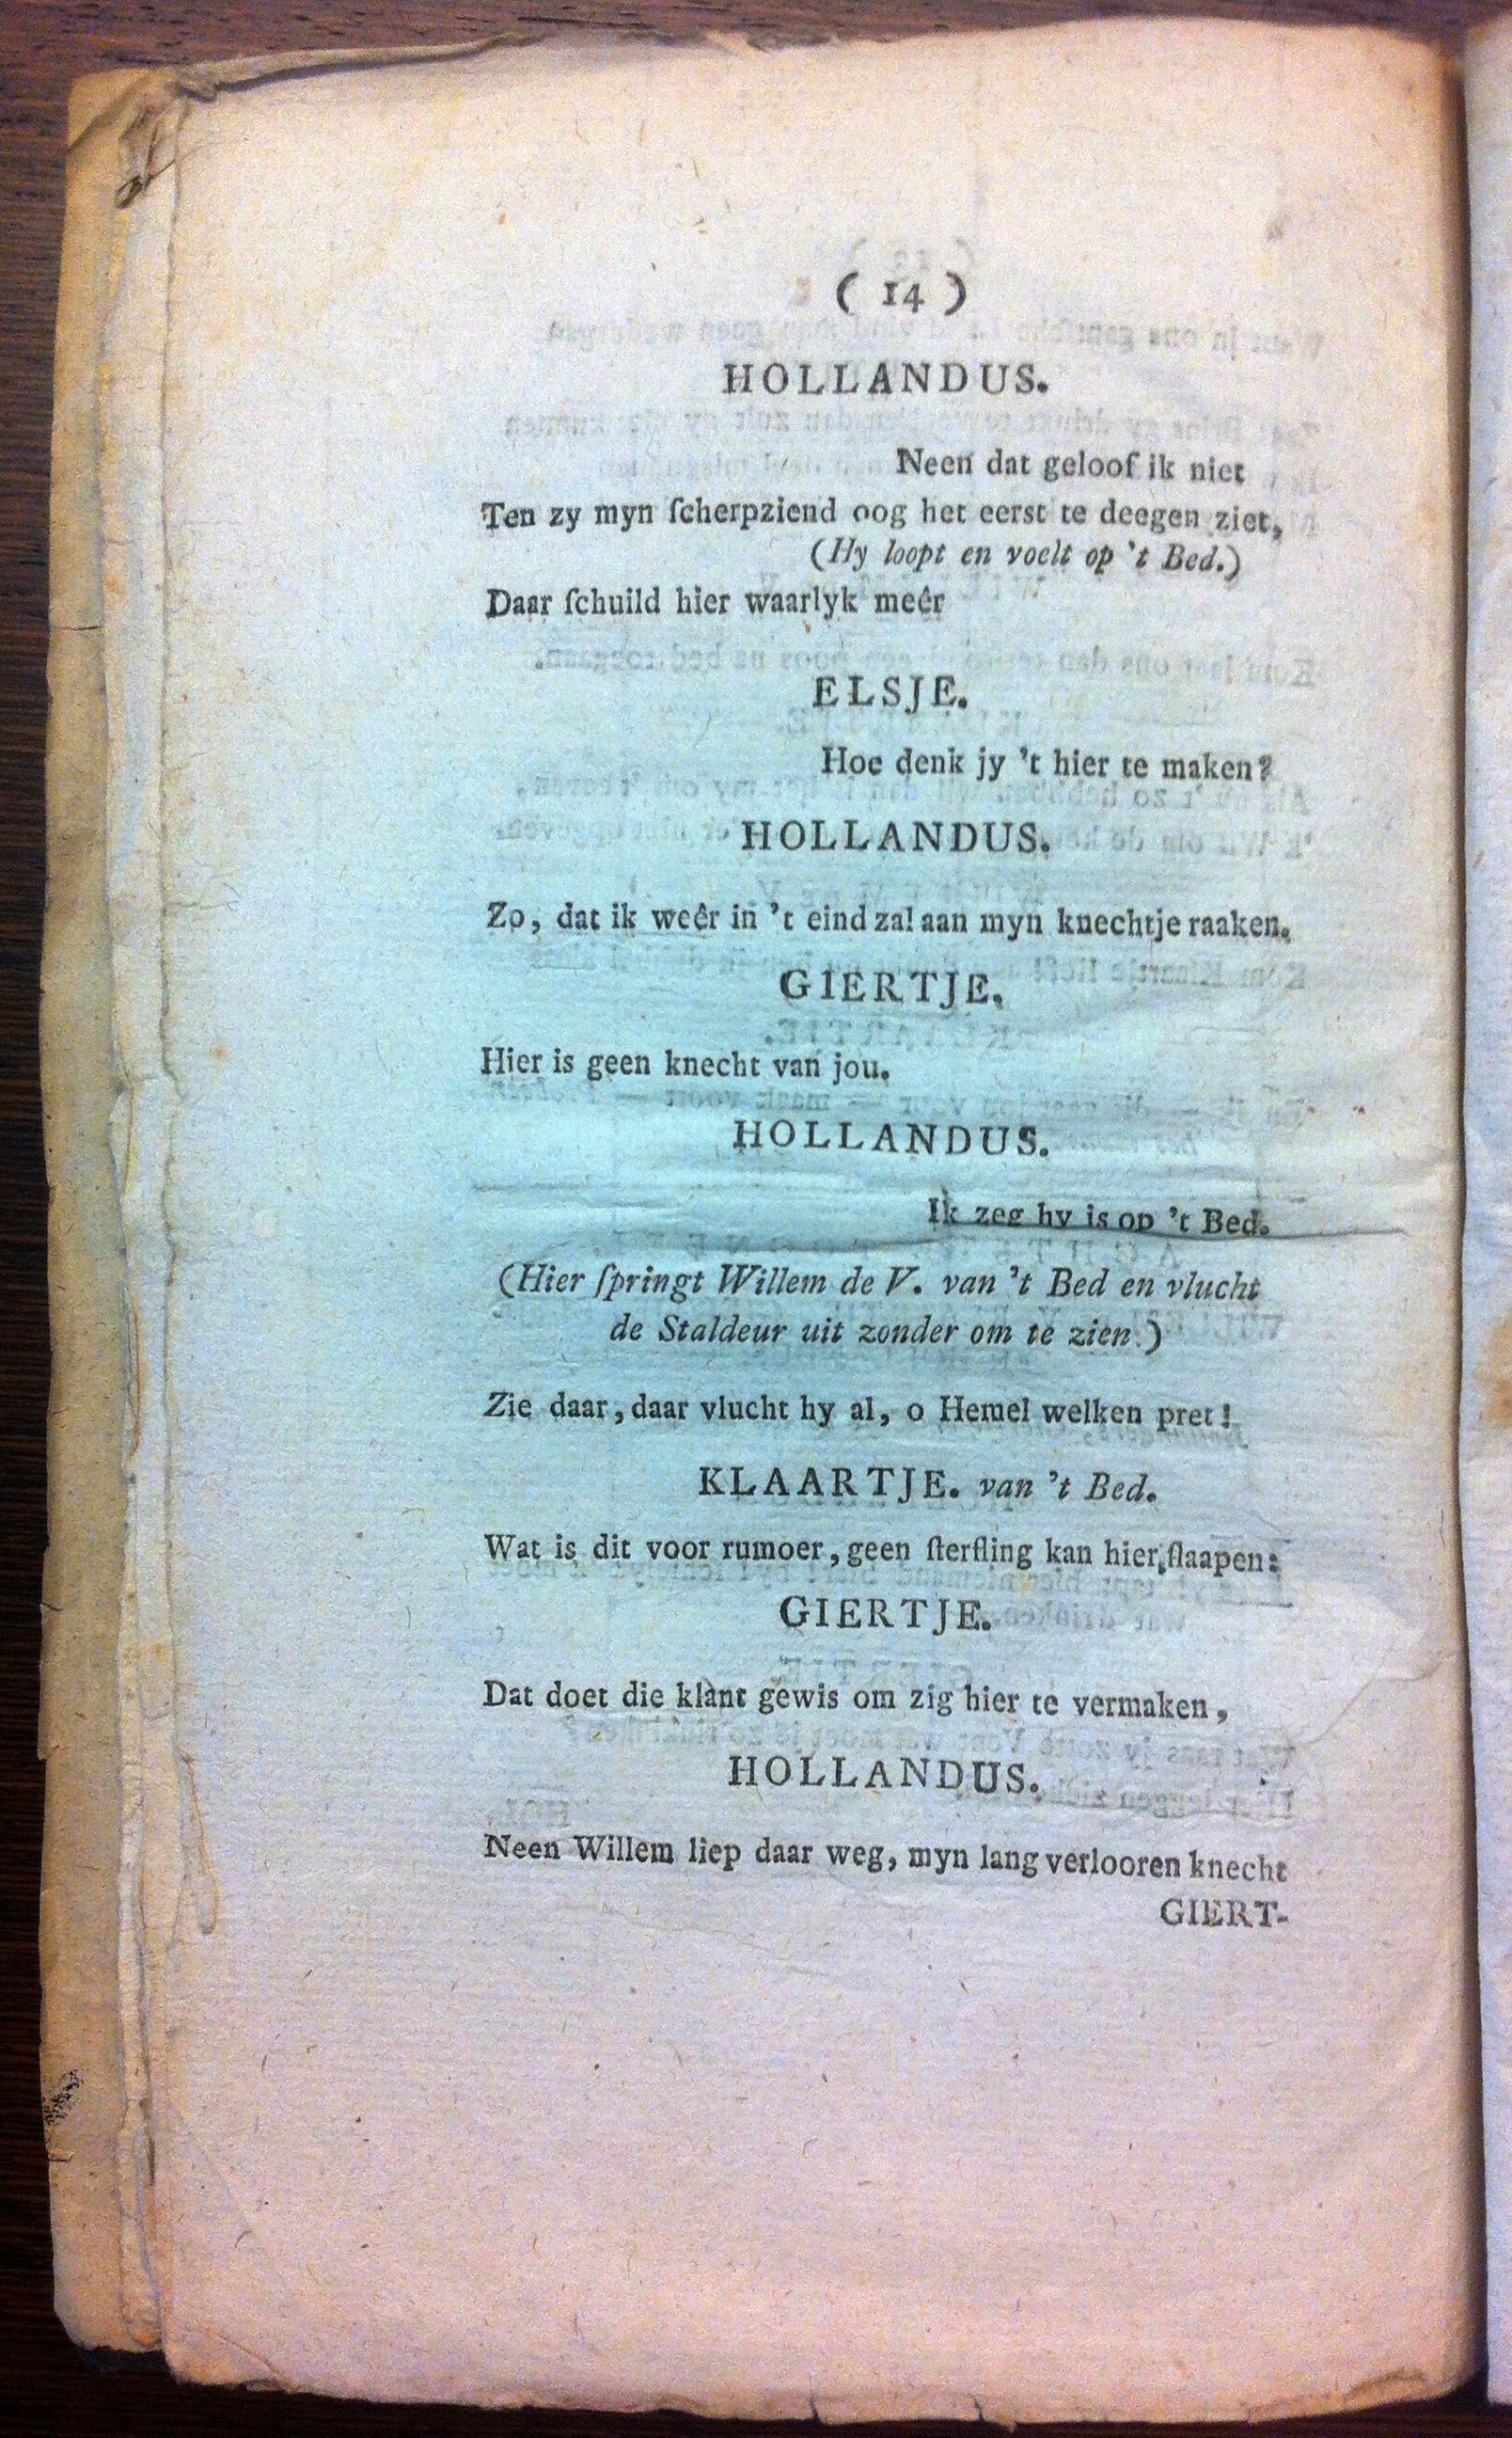 ( 14 )
HOLLANDUS.
Neen dat geloof ik niet
Ten zy myn ſcherpziend oog het eerst te deegen ziet,
(Hy loopt en voelt op 't Bed.)
Daar ſchuild hier waarlyk meêr
ELSJE.
Hoe denk jy 't hier te maken?
HOLLANDUS.
Zo, dat ik weêr in 't eind zal aan myn knechtje raaken.
GIERTJE.
Hier is geen knecht van jou.
HOLLANDUS.
Ik zeg hy is op 't Bed.
(Hier ſpringt Willem de V. van 't Bed en vlucht
de Staldeur uit zonder om te zien.)
Zie daar, daar vlucht hy al, o Hemel welken pret!
KLAARTJE. van 't Bed.
Wat is dit voor rumoer, geen ſterſling kan hier ſlaapen:
GIERTJE.
Dat doet die klant gewis om zig hier te vermaken,
HOLLANDUS.
Neen Willem liep daar weg, myn lang verlooren knecht
GIERT-